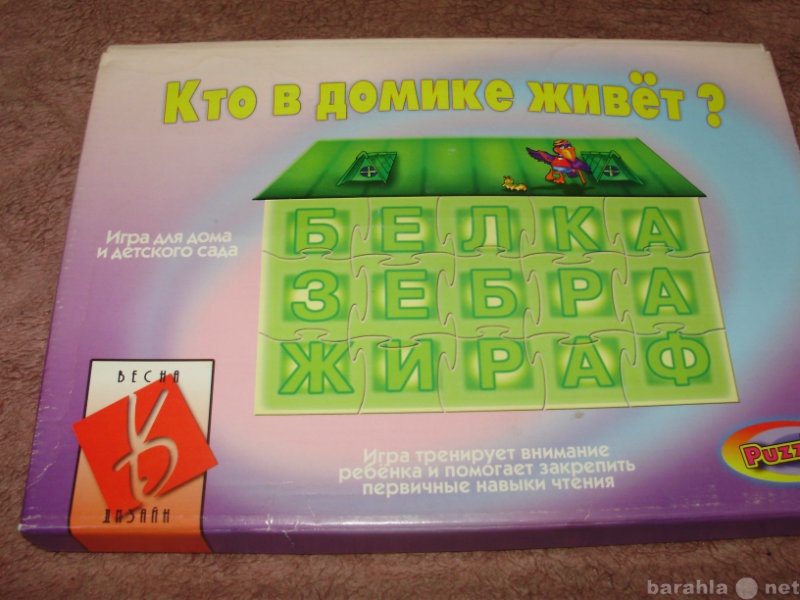 Кто в домике живёт?
Игра для дома
и детского сада
БЕЛКА
ЗЕБРА
ЖИРАФ
ВЕСНА
ДИЗАЙН
Игра тренирует внимание
ребенка и помогает закрепить
первичные навыки чтения
Puzz
barahla net